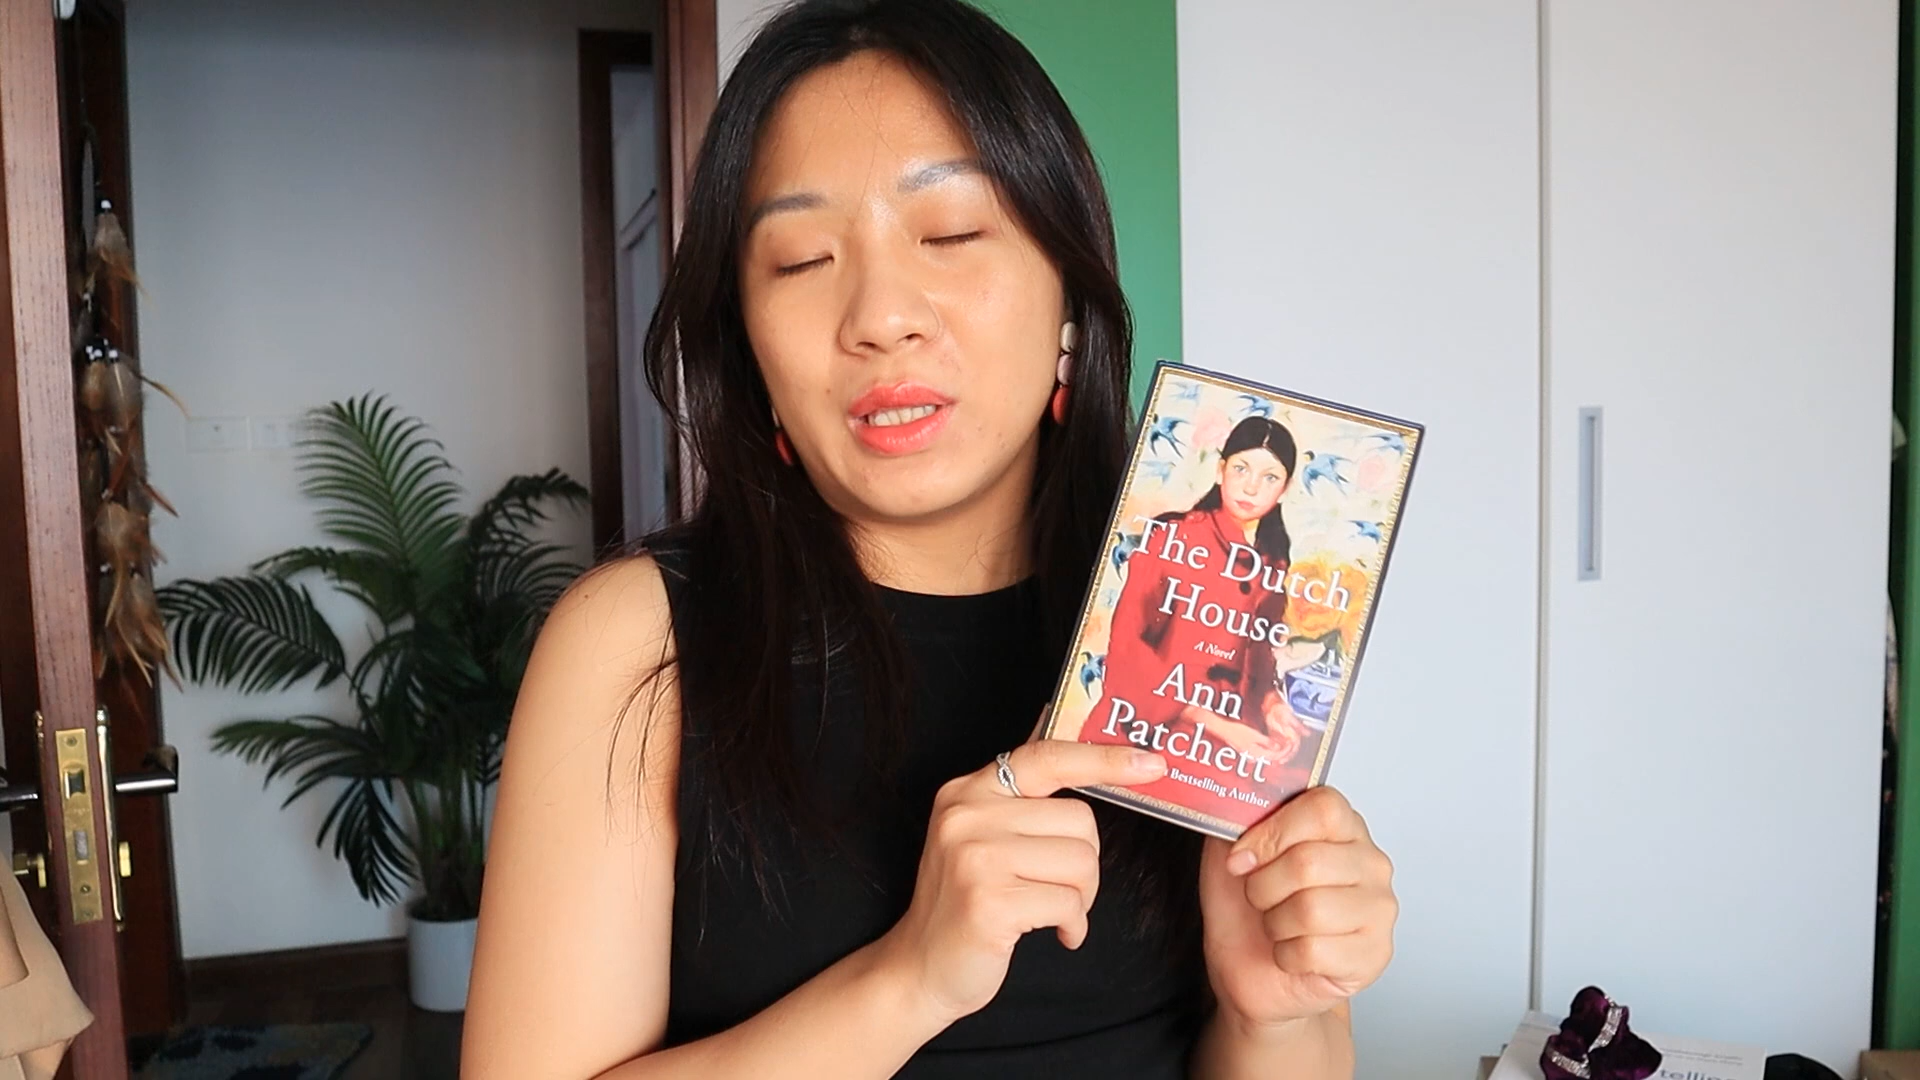 The Dutch
House
A Novel
Ann
Patchett
Bestselling Author